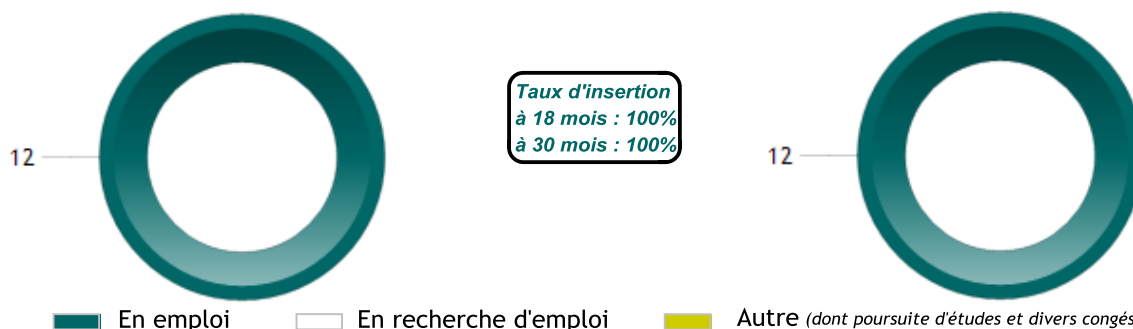 Taux d'insertion
à 18 mois : 100%
à 30 mois : 100%
12
12
En emploi
En recherche d'emploi
Autre (dont poursuite d'études et divers congés